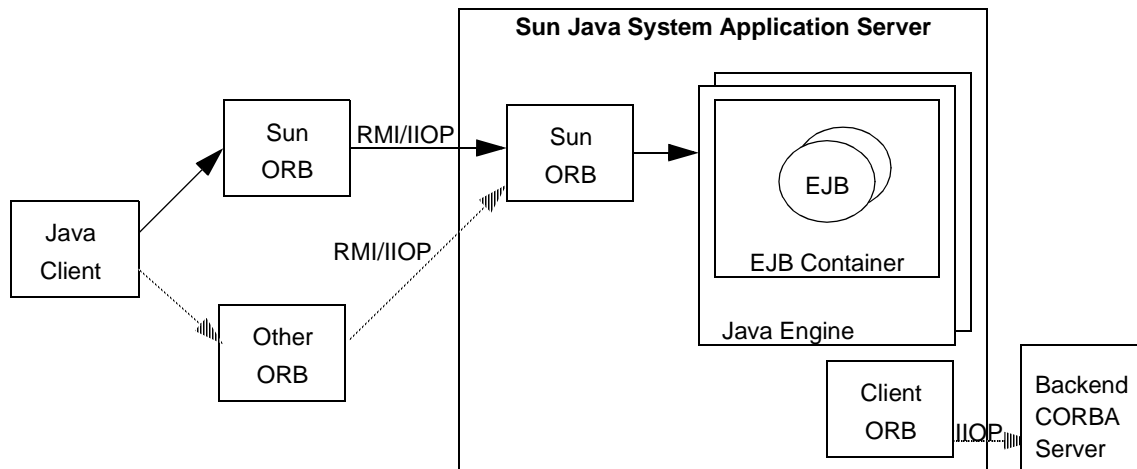 Sun Java System Application Server
Sun
ORB
RMI/IIOP
Sun
ORB
EJB
EJB Container
Java Engine
Java
Client
RMI/IIOP
Other
ORB
Client
ORB
IIOP
Backend
CORBA
Server